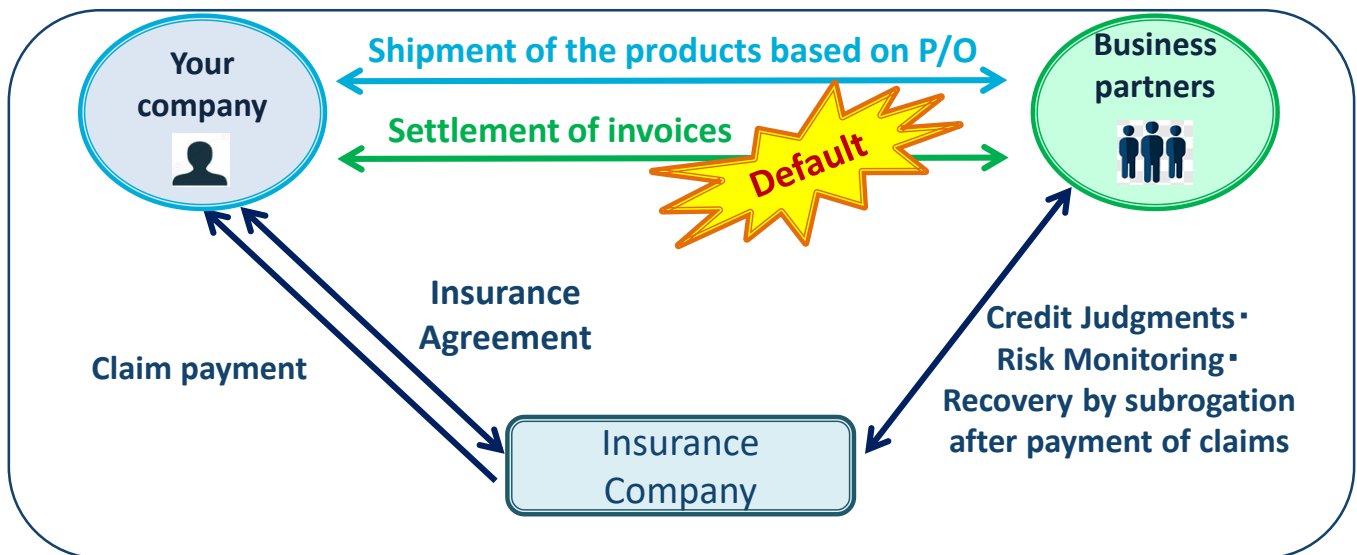 Your
company
Shipment of the products based on P/O
Business
partners
Settlement of invoices
Default
Insurance
Agreement
Claim payment
Credit Judgments・
Risk Monitoring・
Recovery by subrogation
after payment of claims
Insurance
Company